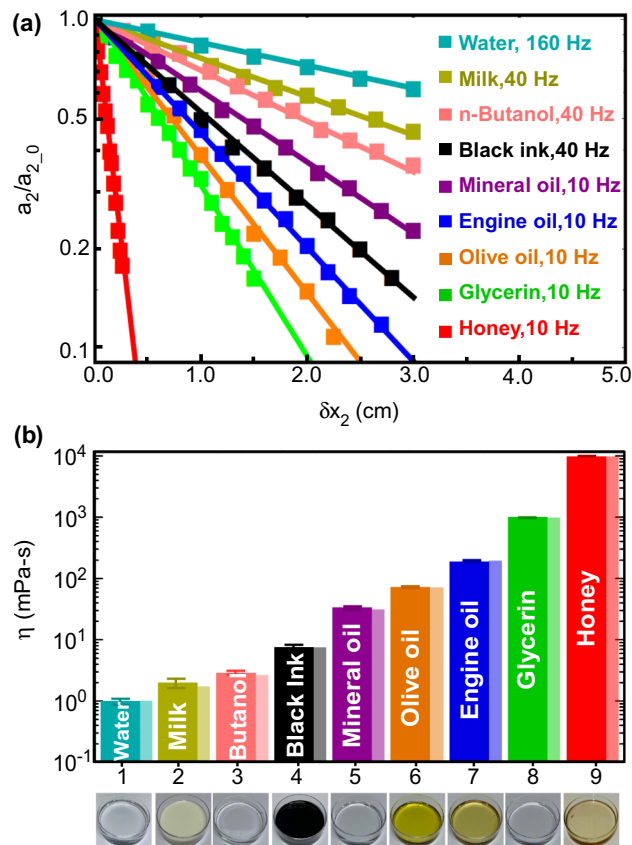 (a)
1.0
0.5
0.2
0.1
a2/a2_0
Water, 160 Hz
Milk,40 Hz
n-Butanol,40 Hz
Black ink,40 Hz
Mineral oil,10 Hz
Engine oil,10 Hz
Olive oil,10 Hz
Glycerin,10 Hz
Honey,10 Hz
0.0 1.0 2.0 3.0 4.0 5.0
δx2 (cm)
(b)
10^4
10^3
10^2
10^1
10^0
10^-1
η (mPa-s)
Water
Milk
Butanol
Black Ink
Mineral oil
Olive oil
Engine oil
Glycerin
Honey
1 2 3 4 5 6 7 8 9